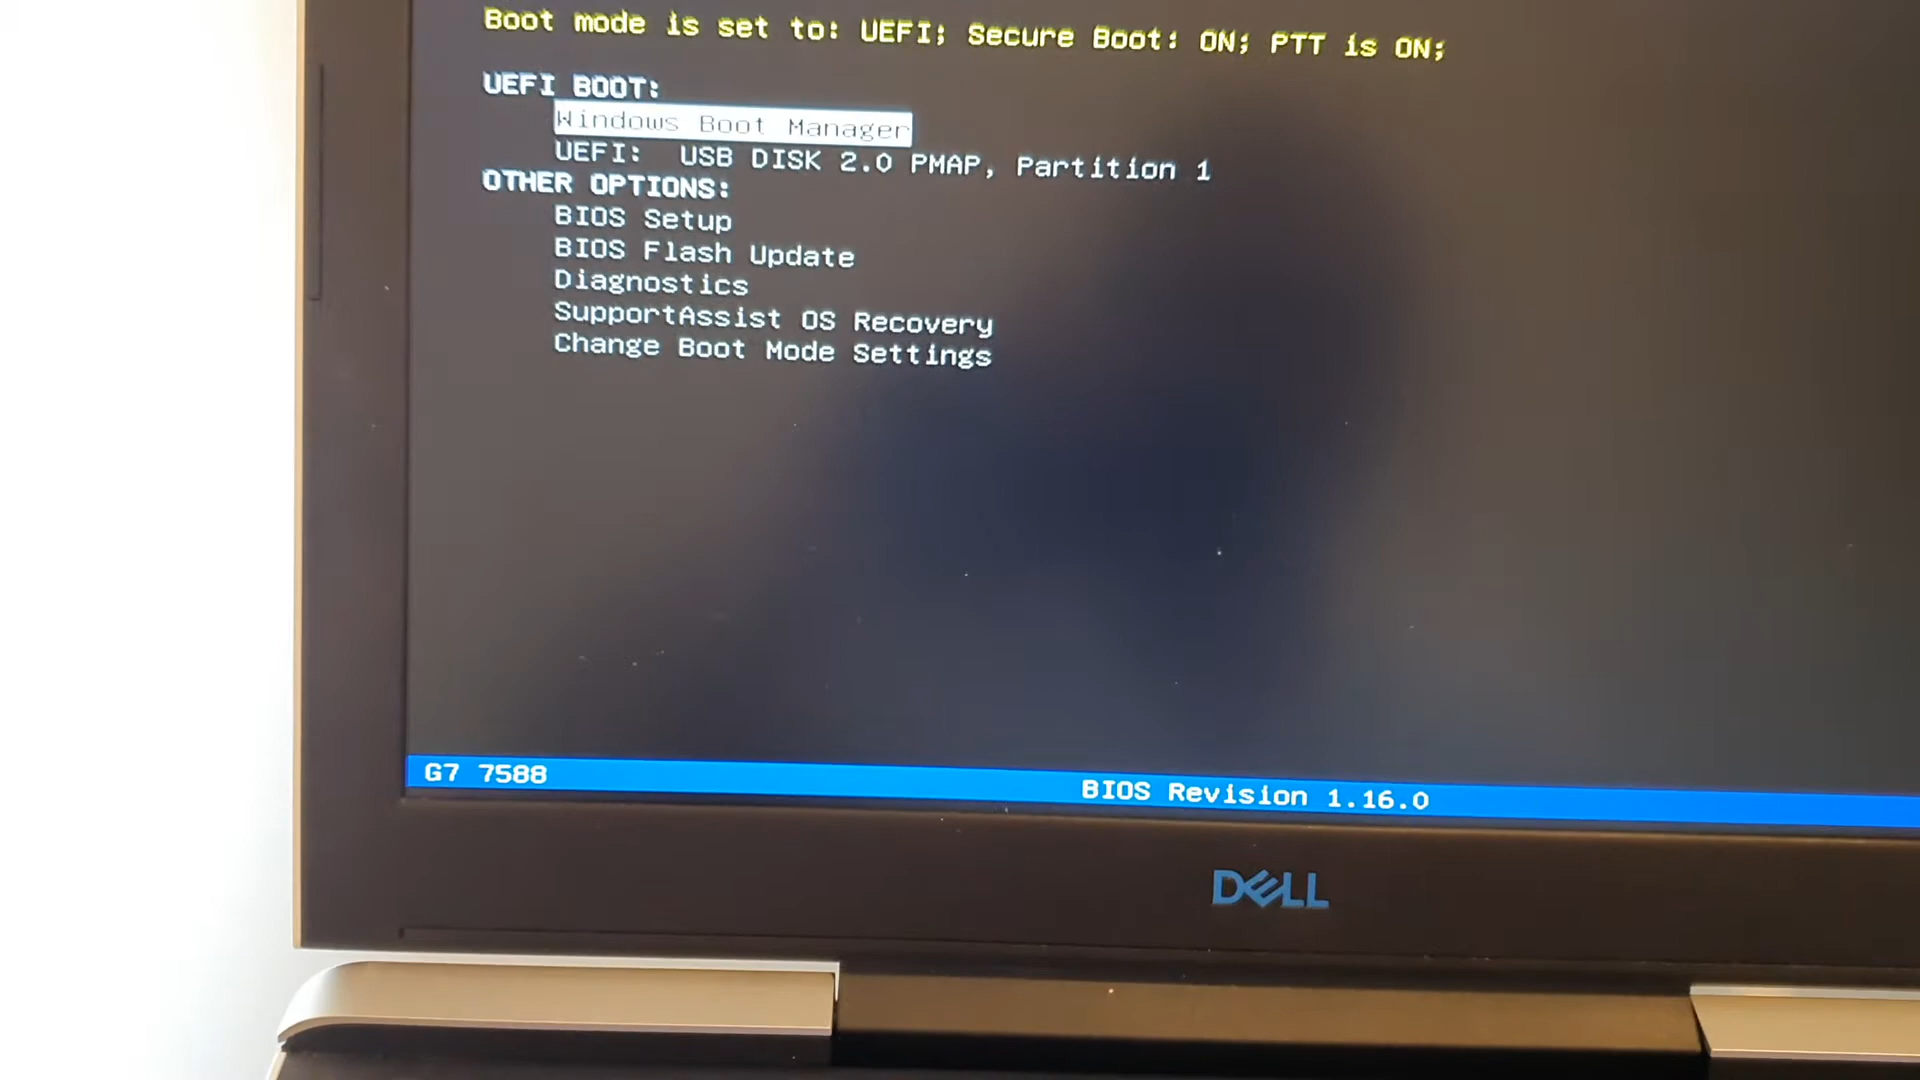 Boot mode is set to: UEFI; Secure Boot: ON; PTT is ON;
UEFI BOOT:
Windows Boot Manager
UEFI: USB DISK 2.0 PMAP, Partition 1
OTHER OPTIONS:
BIOS Setup
BIOS Flash Update
Diagnostics
SupportAssist OS Recovery
Change Boot Mode Settings
G7 7588
BIOS Revision 1.16.0
DELL